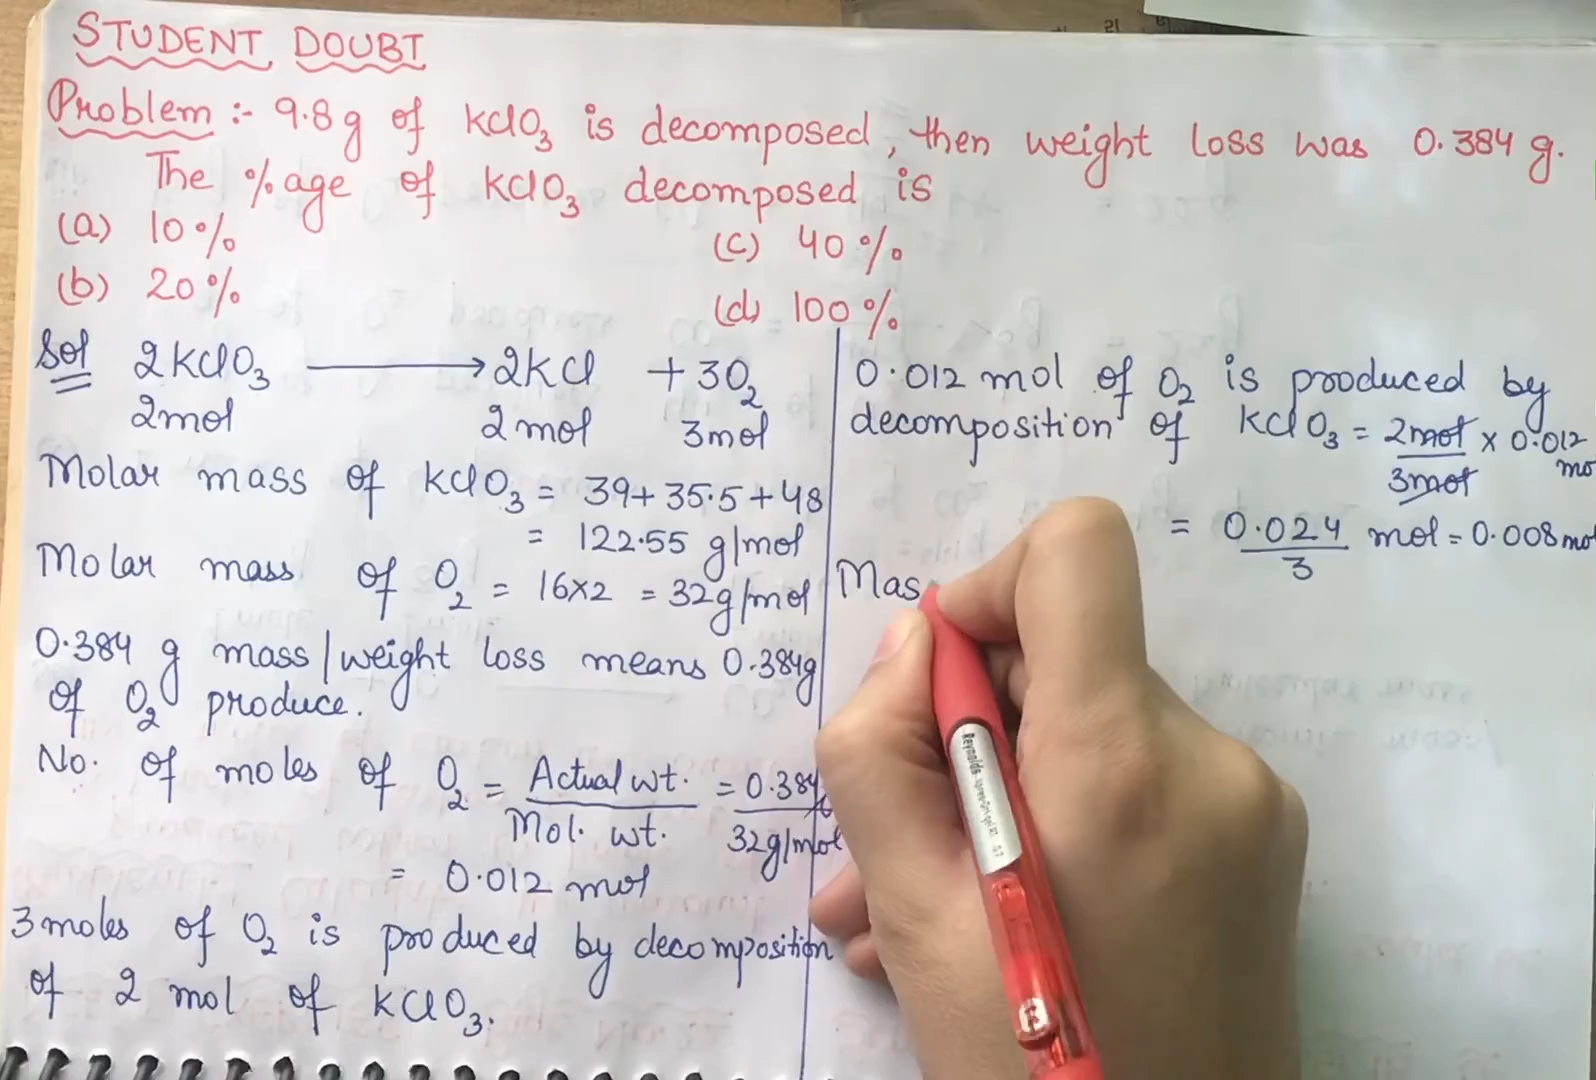 STUDENT DOUBT
Problem :- 9.8g of KClO3 is decomposed, then weight loss was 0.384 g.
The %age of KClO3 decomposed is
(a) 10%
(b) 20%
(c) 40%
(d) 100%
Sol 2KClO3 → 2KCl + 3O2
2mol 2mol 3mol
Molar mass of KClO3 = 39+35.5+48
= 122.55 g/mol
Molar mass of O2 = 16x2 = 32g/mol
0.384 g mass/weight loss means 0.384g
of O2 produce.
No. of moles of O2 = Actual wt. / Mol. wt. = 0.384 / 32g/mol
= 0.012 mol
3 moles of O2 is produced by decomposition
of 2 mol of KClO3.
0.012 mol of O2 is produced by
decomposition of KClO3 = 2mol / 3mol x 0.012
mo
= 0.024 / 3 mol = 0.008 mo
Mas
Reynolds